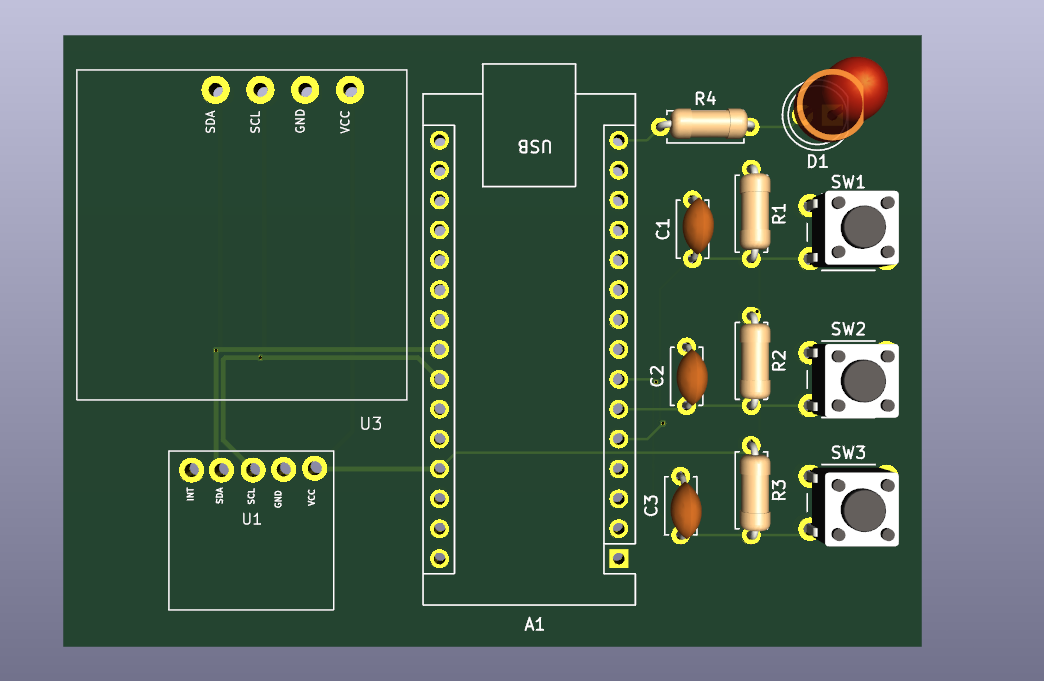 SDA
SCL
GND
VCC
USB
R4
D1
SW1
C1
R1
SW2
C2
R2
U3
SW3
C3
R3
INT
SDA
SCL
GND
VCC
U1
A1